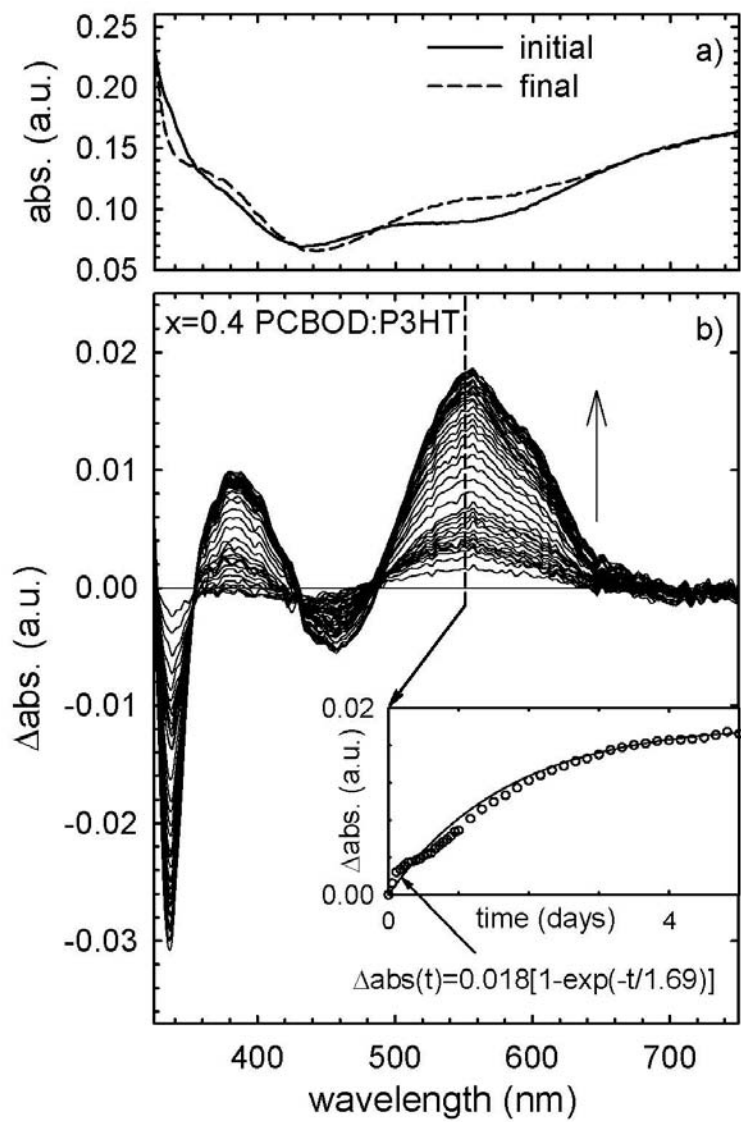 0.25
initial
a)
final
0.20
0.15
0.10
0.05
abs. (a.u.)
x=0.4 PCBOD:P3HT
b)
0.02
0.01
0.00
-0.01
-0.02
-0.03
Δabs. (a.u.)
0.02
0.00
Δabs. (a.u.)
0
time (days)
4
Δabs(t)=0.018[1-exp(-t/1.69)]
400
500
600
700
wavelength (nm)